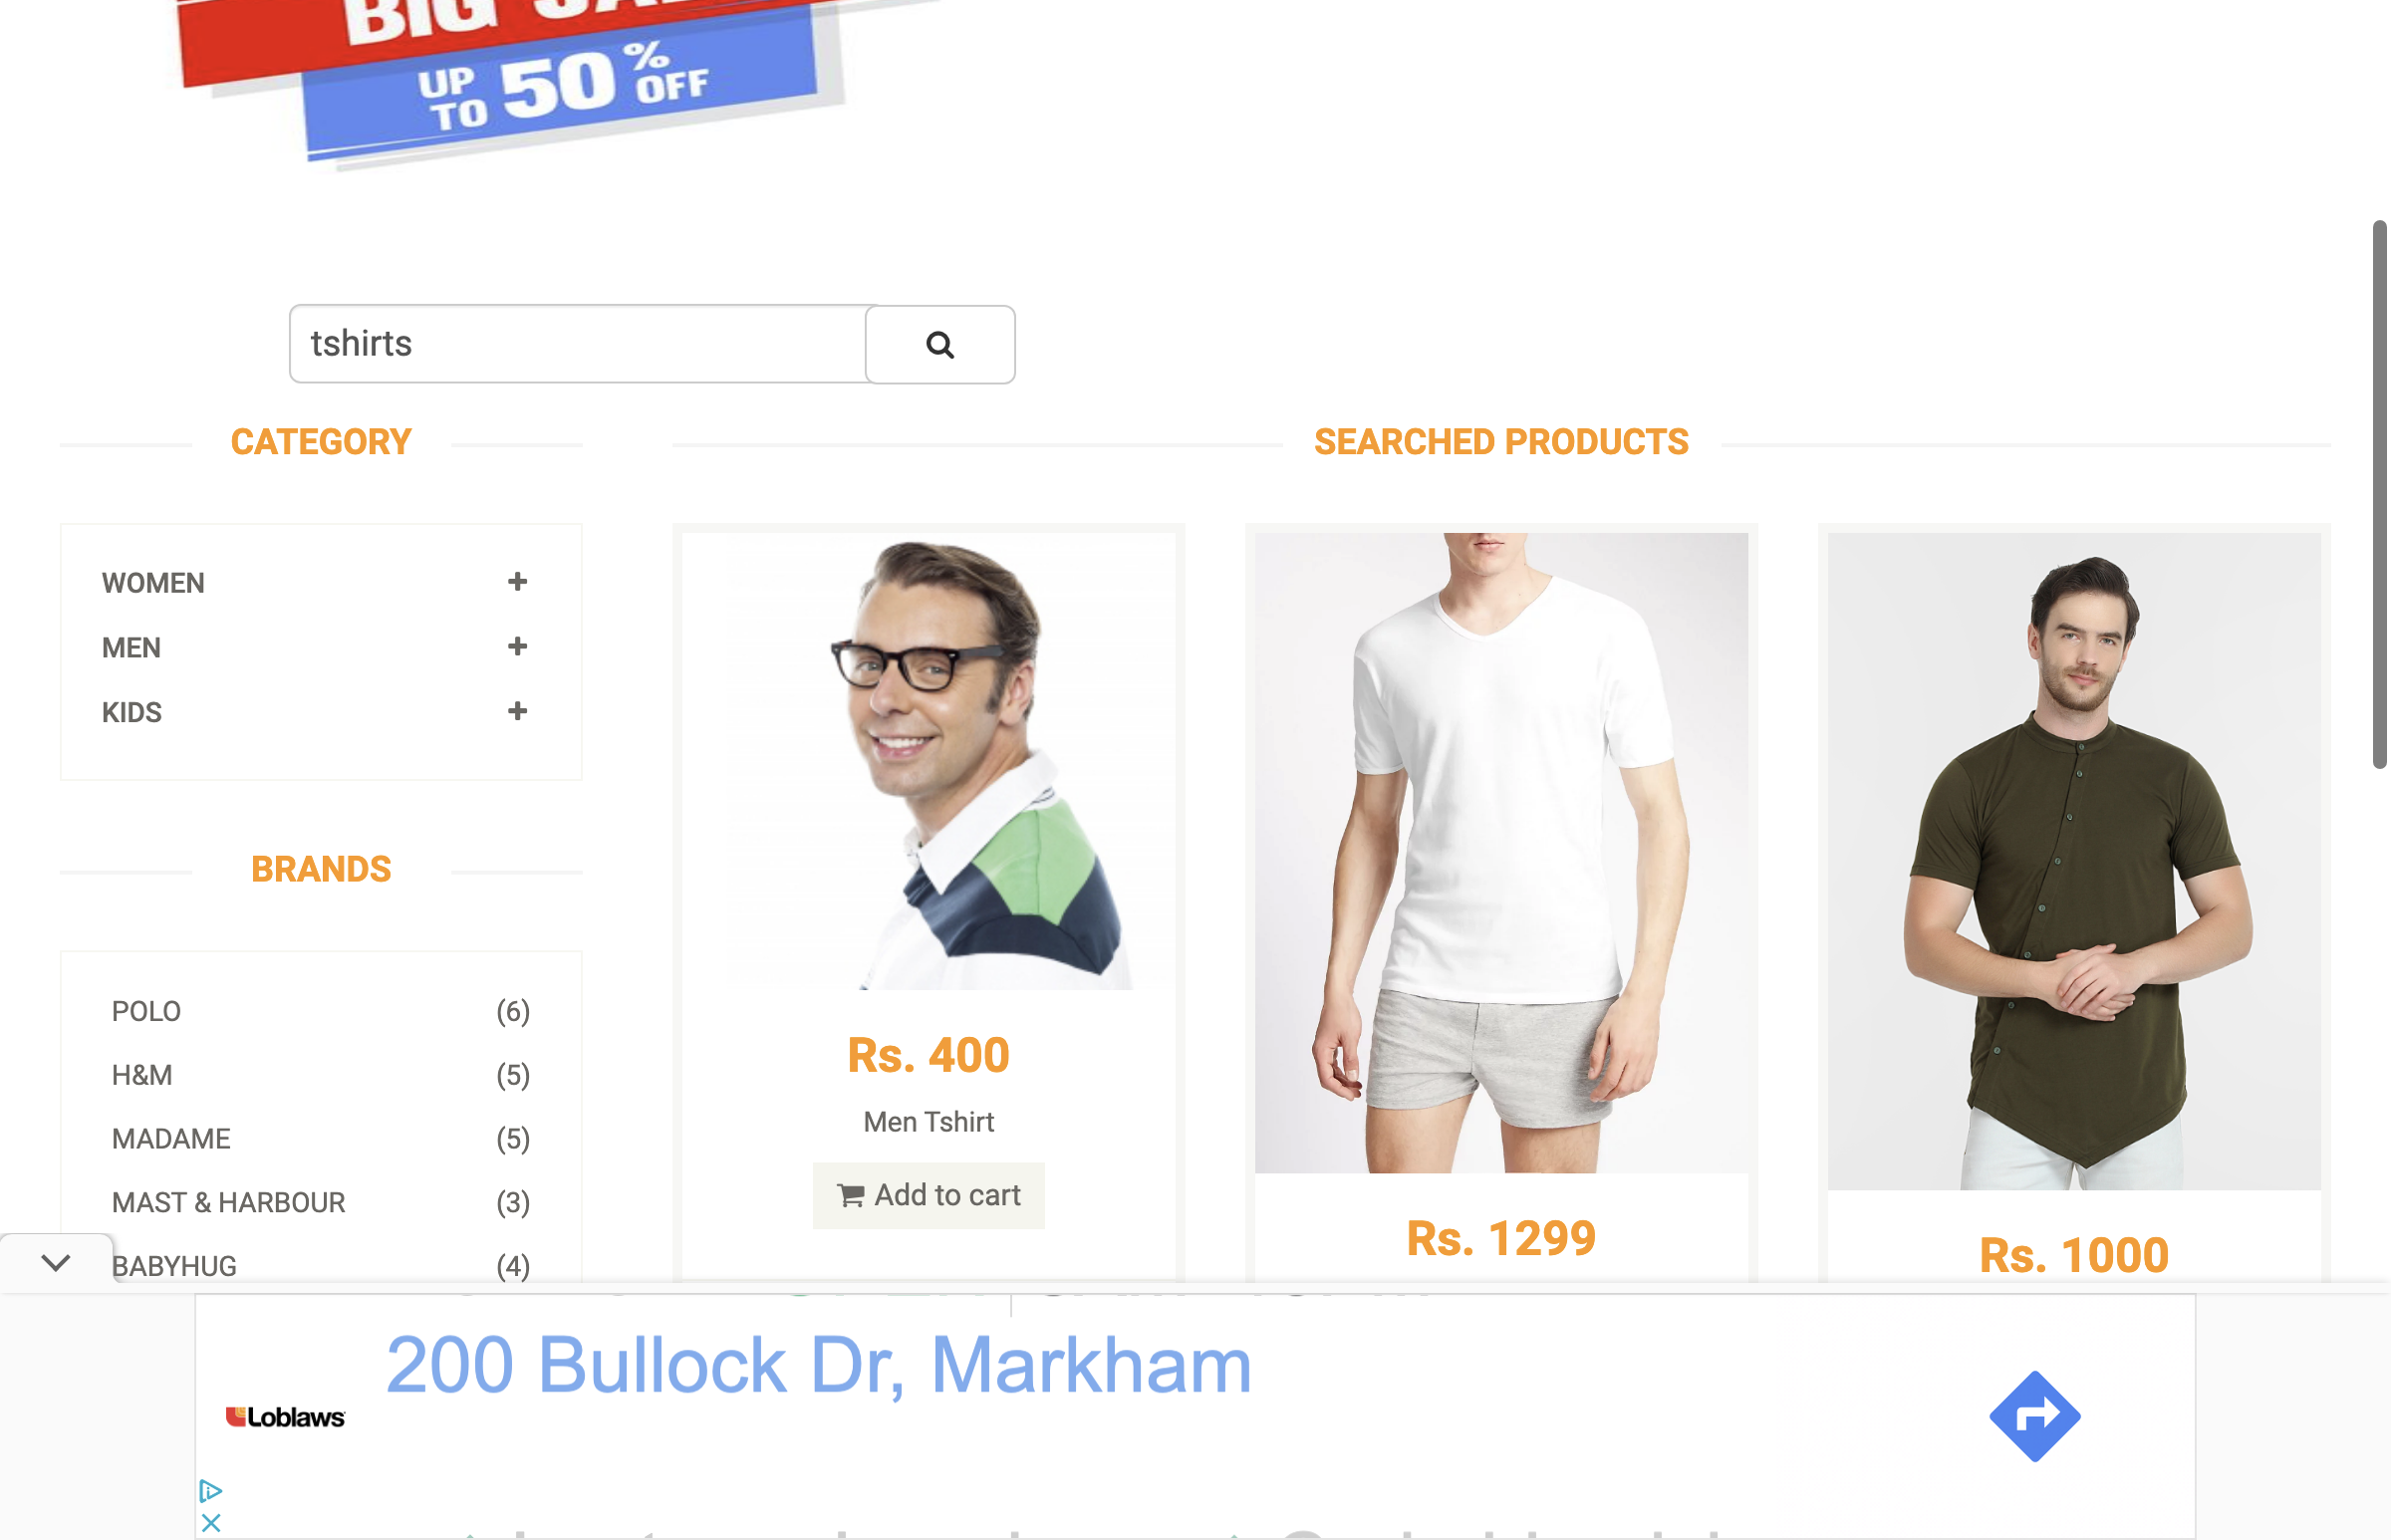 BIG
UP TO 50% OFF
tshirts
CATEGORY
WOMEN
MEN
KIDS
BRANDS
POLO (6)
H&M (5)
MADAME (5)
MAST & HARBOUR (3)
BABYHUG (4)
SEARCHED PRODUCTS
Rs. 400
Men Tshirt
Add to cart
Rs. 1299
Rs. 1000
200 Bullock Dr, Markham
Loblaws